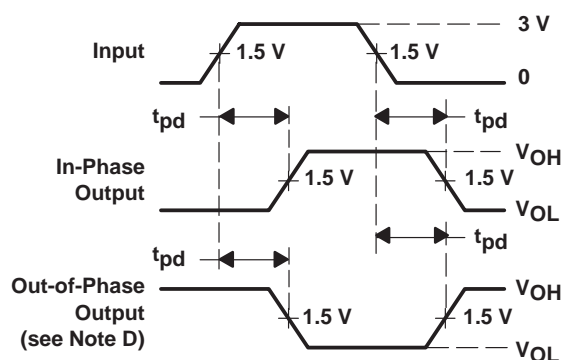 3 V
Input
1.5 V
1.5 V
0
tpd
tpd
VOH
In-Phase
Output
1.5 V
1.5 V
VOL
tpd
tpd
Out-of-Phase
Output
(see Note D)
VOH
1.5 V
1.5 V
VOL